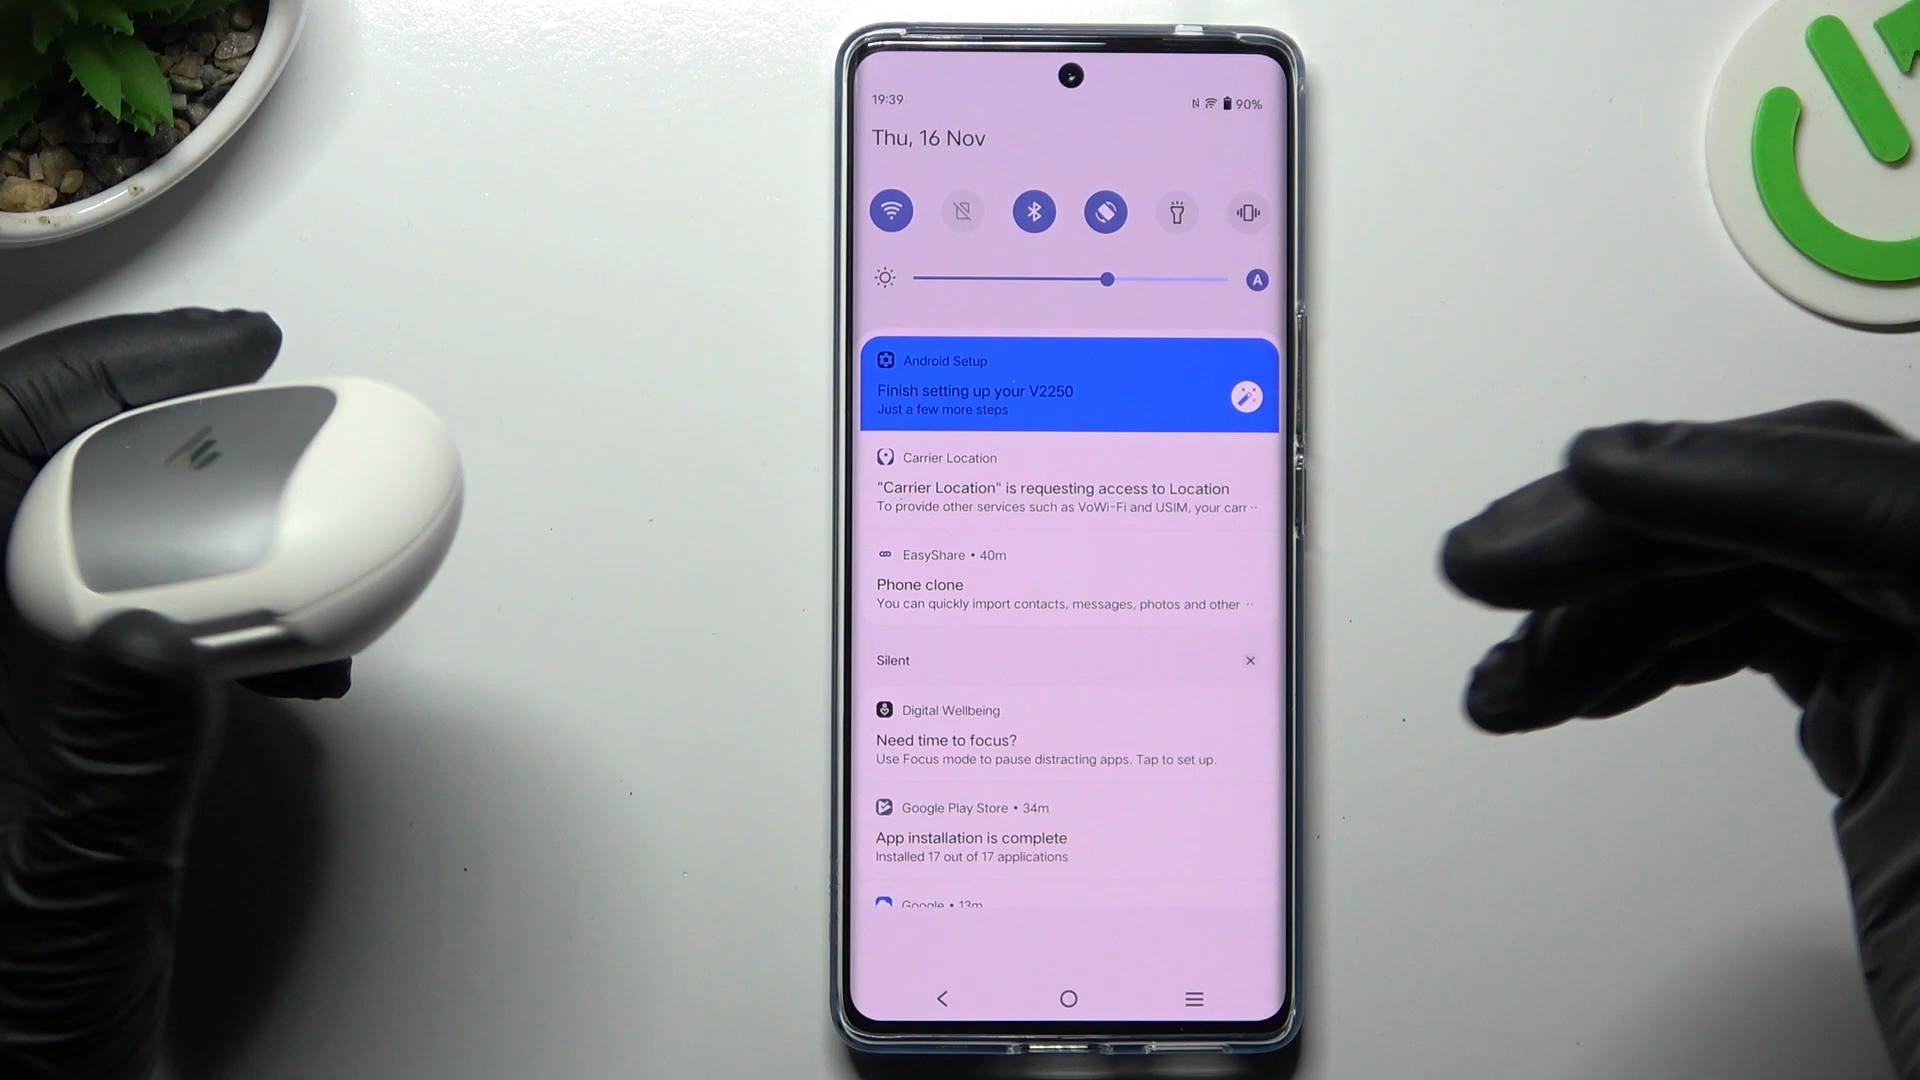 19:39
90%
Thu, 16 Nov
A
Android Setup
Finish setting up your V2250
Just a few more steps
Carrier Location
"Carrier Location" is requesting access to Location
To provide other services such as VoWi-Fi and USIM, your carr··
EasyShare • 40m
Phone clone
You can quickly import contacts, messages, photos and other ··
Silent
Digital Wellbeing
Need time to focus?
Use Focus mode to pause distracting apps. Tap to set up.
Google Play Store • 34m
App installation is complete
Installed 17 out of 17 applications
Google • 13m